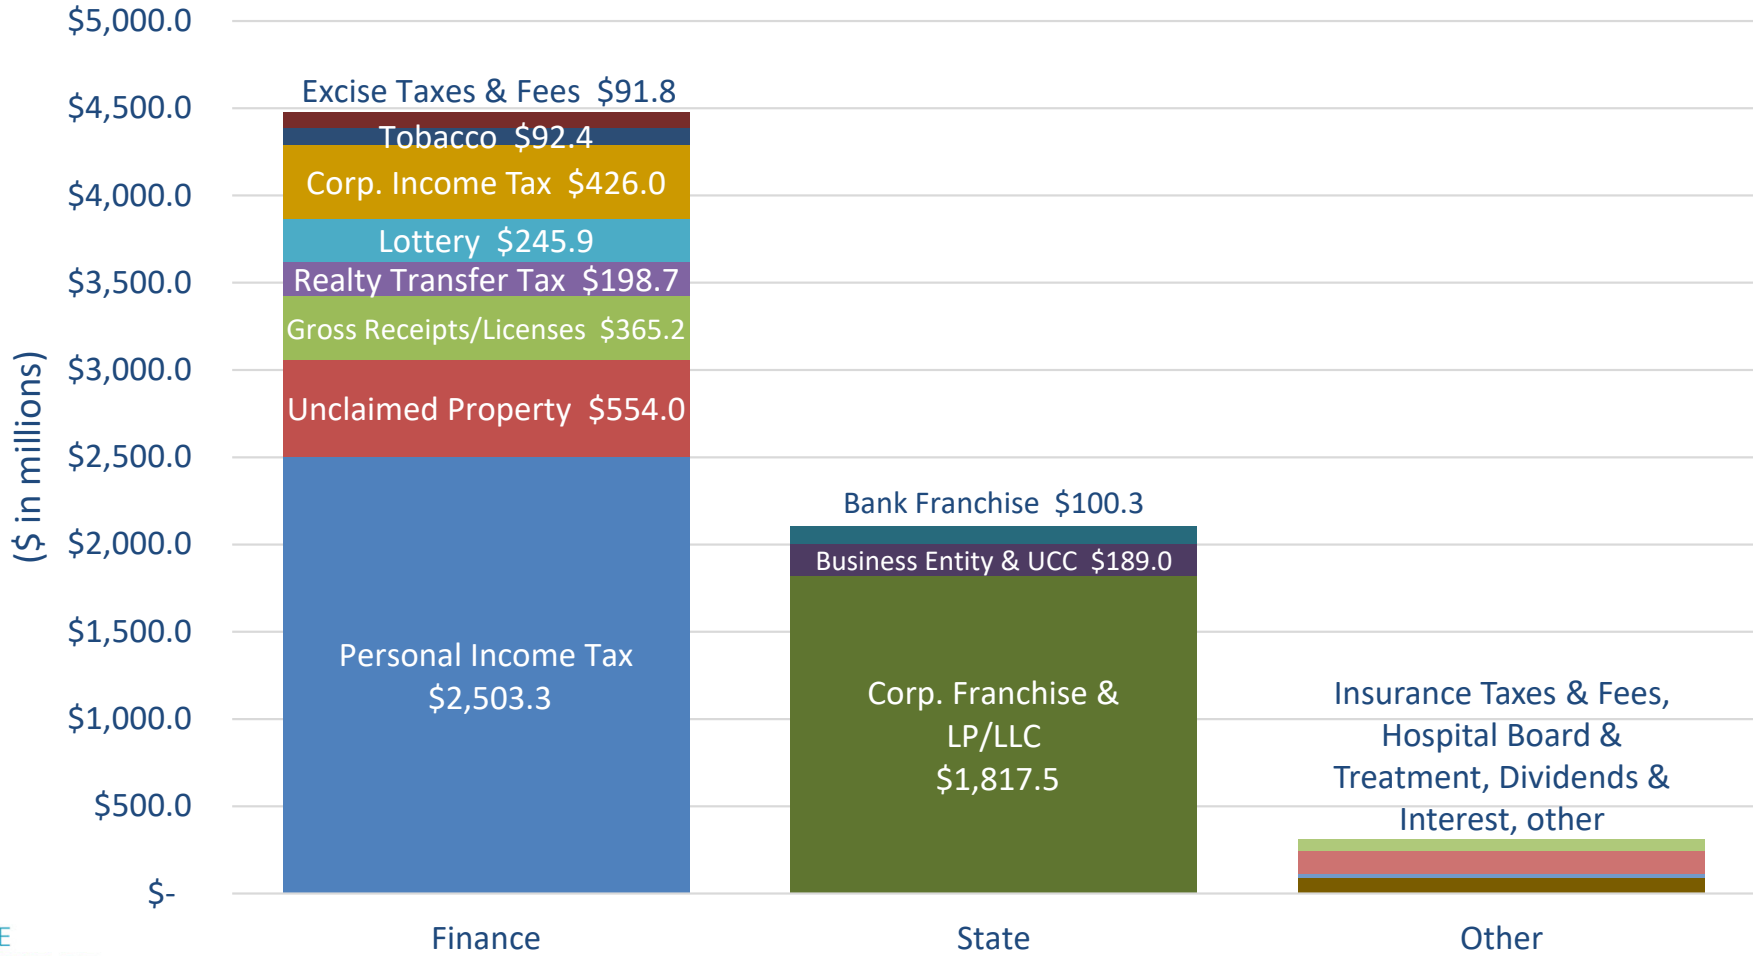 $5,000.0
$4,500.0
$4,000.0
$3,500.0
$3,000.0
$2,500.0
$2,000.0
$1,500.0
$1,000.0
$500.0
$-
($ in millions)
Excise Taxes & Fees $91.8
Tobacco $92.4
Corp. Income Tax $426.0
Lottery $245.9
Realty Transfer Tax $198.7
Gross Receipts/Licenses $365.2
Unclaimed Property $554.0
Personal Income Tax
$2,503.3
Bank Franchise $100.3
Business Entity & UCC $189.0
Corp. Franchise &
LP/LLC
$1,817.5
Insurance Taxes & Fees,
Hospital Board &
Treatment, Dividends &
Interest, other
Finance
State
Other
E